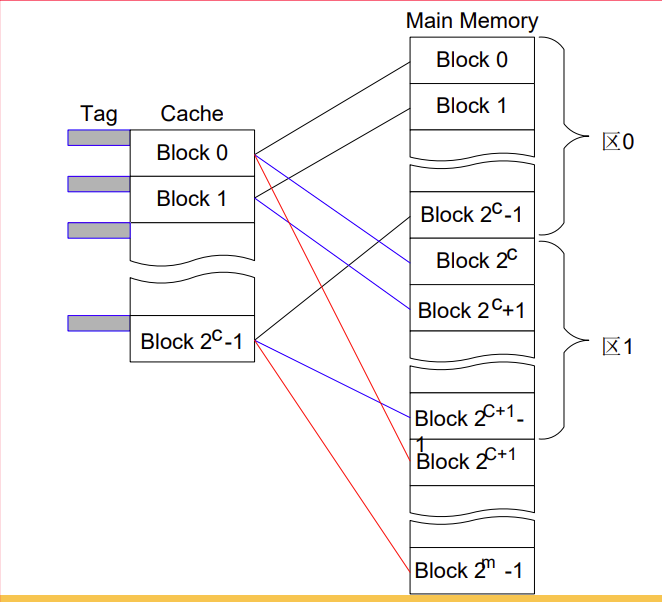 Main Memory
Block 0
Block 1
Block 2^C-1
Block 2^C
Block 2^C+1
Block 2^C+1-
1
Block 2^C+1
Block 2^m -1
区0
区1
Tag
Cache
Block 0
Block 1
Block 2^C-1